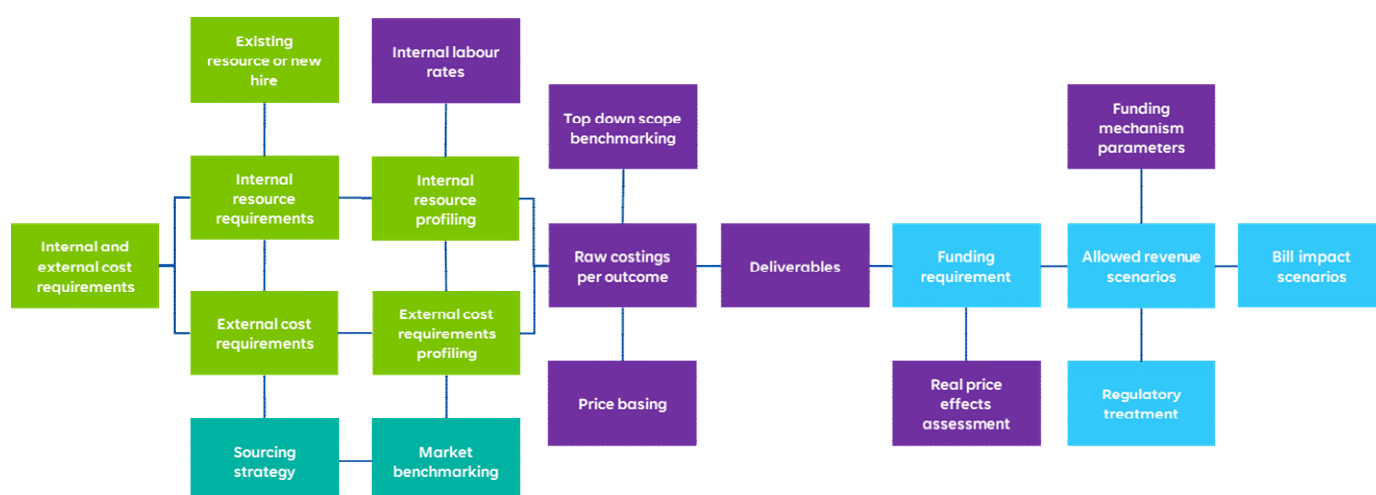 Existing
resource or new
hire
Internal labour
rates
Top down scope
benchmarking
Funding
mechanism
parameters
Internal
resource
requirements
Internal
resource
profiling
Internal and
external cost
requirements
Raw costings
per outcome
Deliverables
Funding
requirement
Allowed revenue
scenarios
Bill impact
scenarios
External cost
requirements
External cost
requirements
profiling
Price basing
Real price
effects
assessment
Regulatory
treatment
Sourcing
strategy
Market
benchmarking